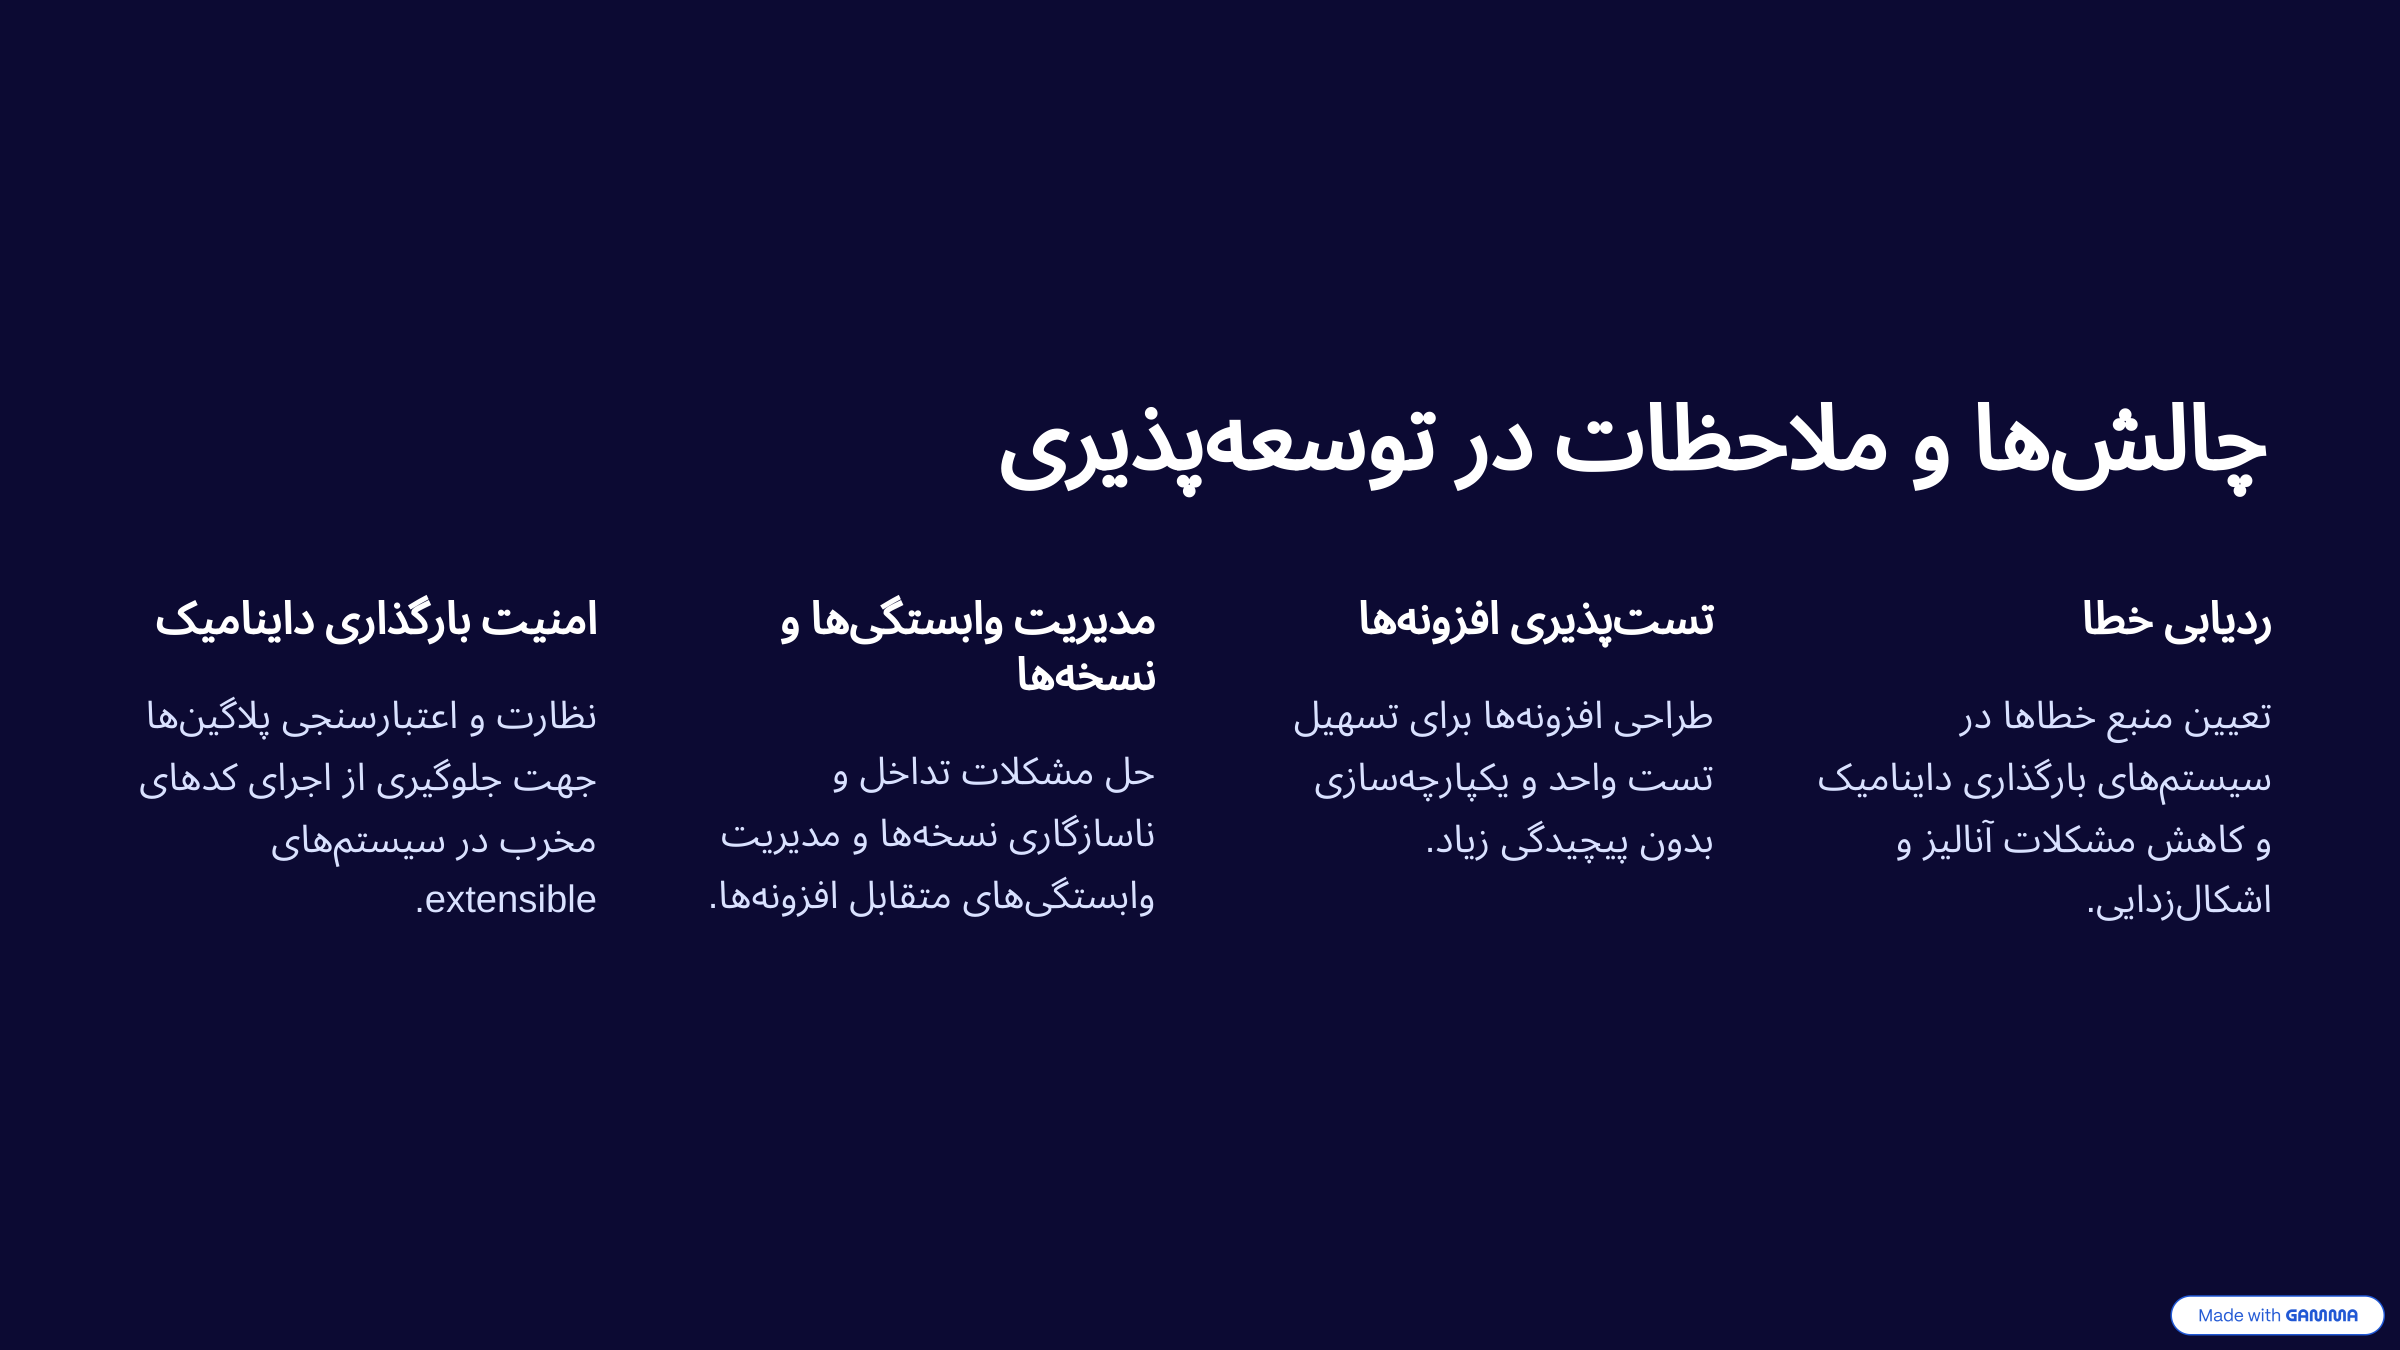 چالش‌ها و ملاحظات در توسعه‌پذیری
ردیابی خطا
تعیین منبع خطاها در
سیستم‌های بارگذاری داینامیک
و کاهش مشکلات آنالیز و
اشکال‌زدایی.
تست‌پذیری افزونه‌ها
طراحی افزونه‌ها برای تسهیل
تست واحد و یکپارچه‌سازی
بدون پیچیدگی زیاد.
مدیریت وابستگی‌ها و
نسخه‌ها
حل مشکلات تداخل و
ناسازگاری نسخه‌ها و مدیریت
وابستگی‌های متقابل افزونه‌ها.
امنیت بارگذاری داینامیک
نظارت و اعتبارسنجی پلاگین‌ها
جهت جلوگیری از اجرای کدهای
مخرب در سیستم‌های
extensible.
Made with GAMMA